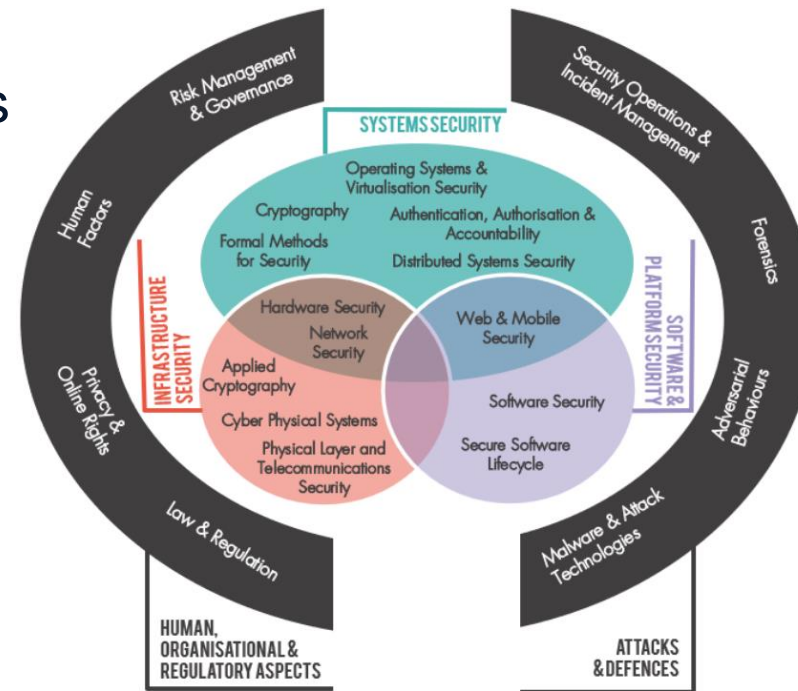 s
Risk Management
& Governance
Human
Factors
Privacy &
Online Rights
Law & Regulation
HUMAN,
ORGANISATIONAL &
REGULATORY ASPECTS
SYSTEMS SECURITY
Operating Systems &
Virtualisation Security
Cryptography
Authentication, Authorisation &
Accountability
Formal Methods
for Security
Distributed Systems Security
INFRASTRUCTURE
SECURITY
Hardware Security
Network
Security
Web & Mobile
Security
Applied
Cryptography
Cyber Physical Systems
Physical Layer and
Telecommunications
Security
Software Security
Secure Software
Lifecycle
SOFTWARE &
PLATFORM SECURITY
Security Operations &
Incident Management
Forensics
Adversarial
Behaviours
Malware & Attack
Technologies
ATTACKS
& DEFENCES